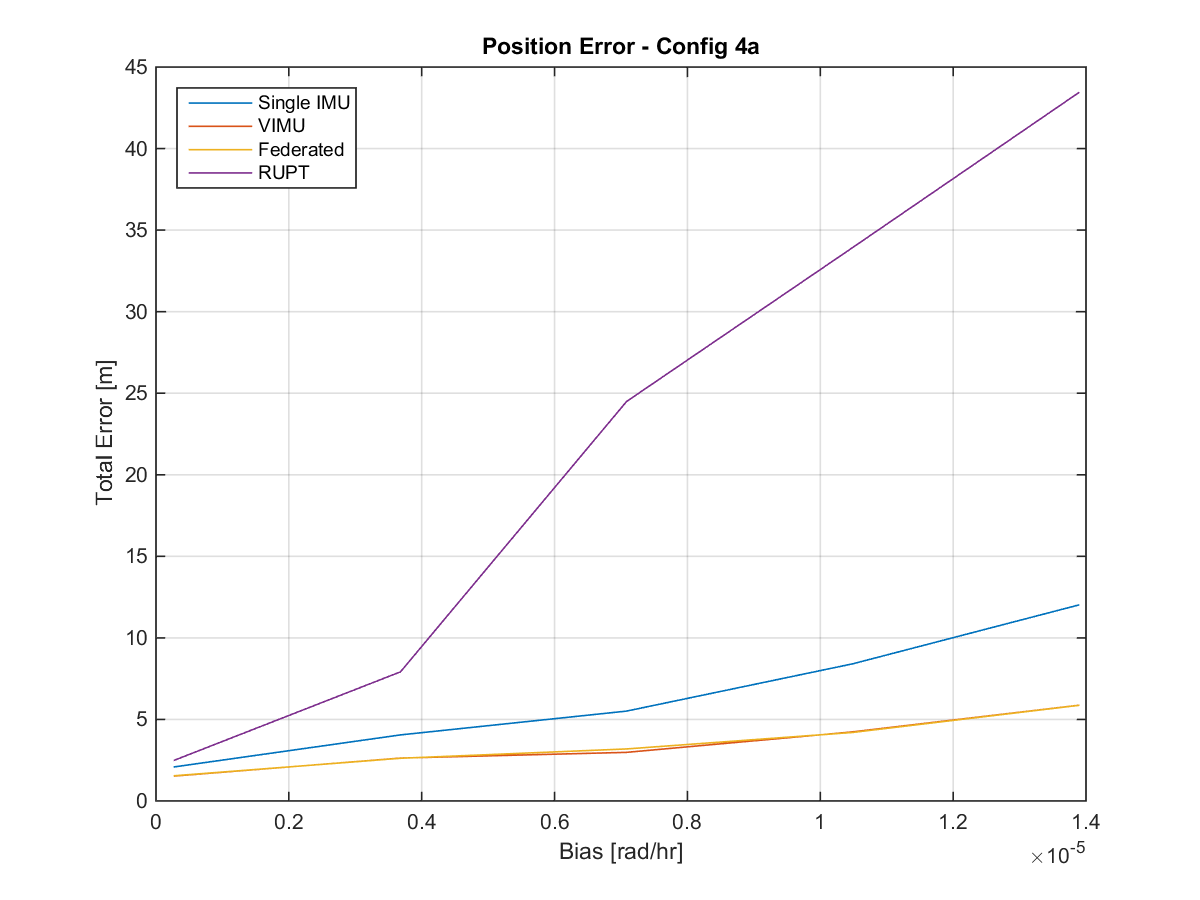 Position Error - Config 4a
45
40
35
30
25
20
15
10
5
0
Total Error [m]
Single IMU
VIMU
Federated
RUPT
0 0.2 0.4 0.6 0.8 1 1.2 1.4
Bias [rad/hr]
×10-5